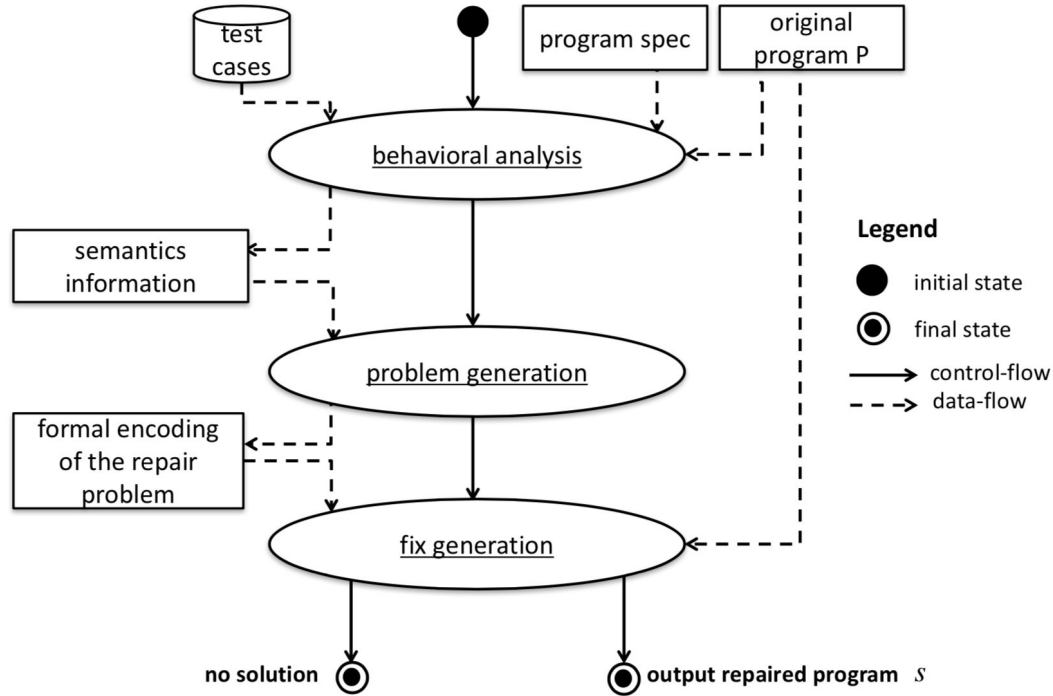 test
cases
program spec
original
program P
behavioral analysis
semantics
information
Legend
initial state
final state
control-flow
data-flow
problem generation
formal encoding
of the repair
problem
fix generation
no solution
output repaired program s